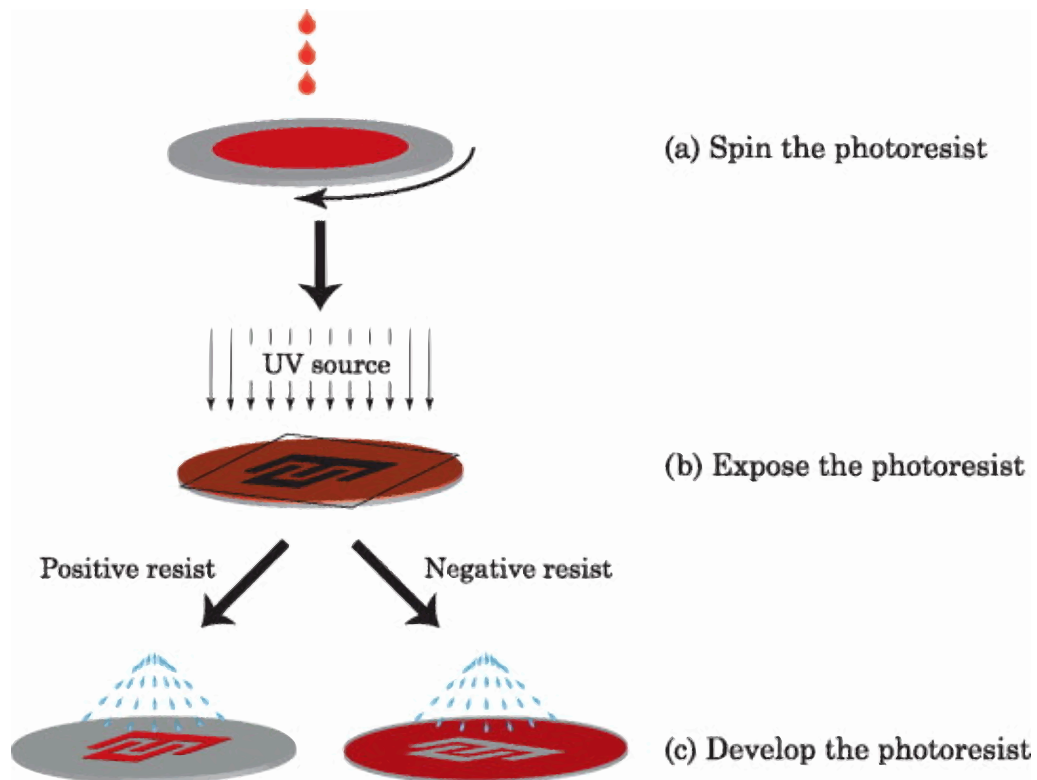 (a) Spin the photoresist
UV source
(b) Expose the photoresist
Positive resist
Negative resist
(c) Develop the photoresist